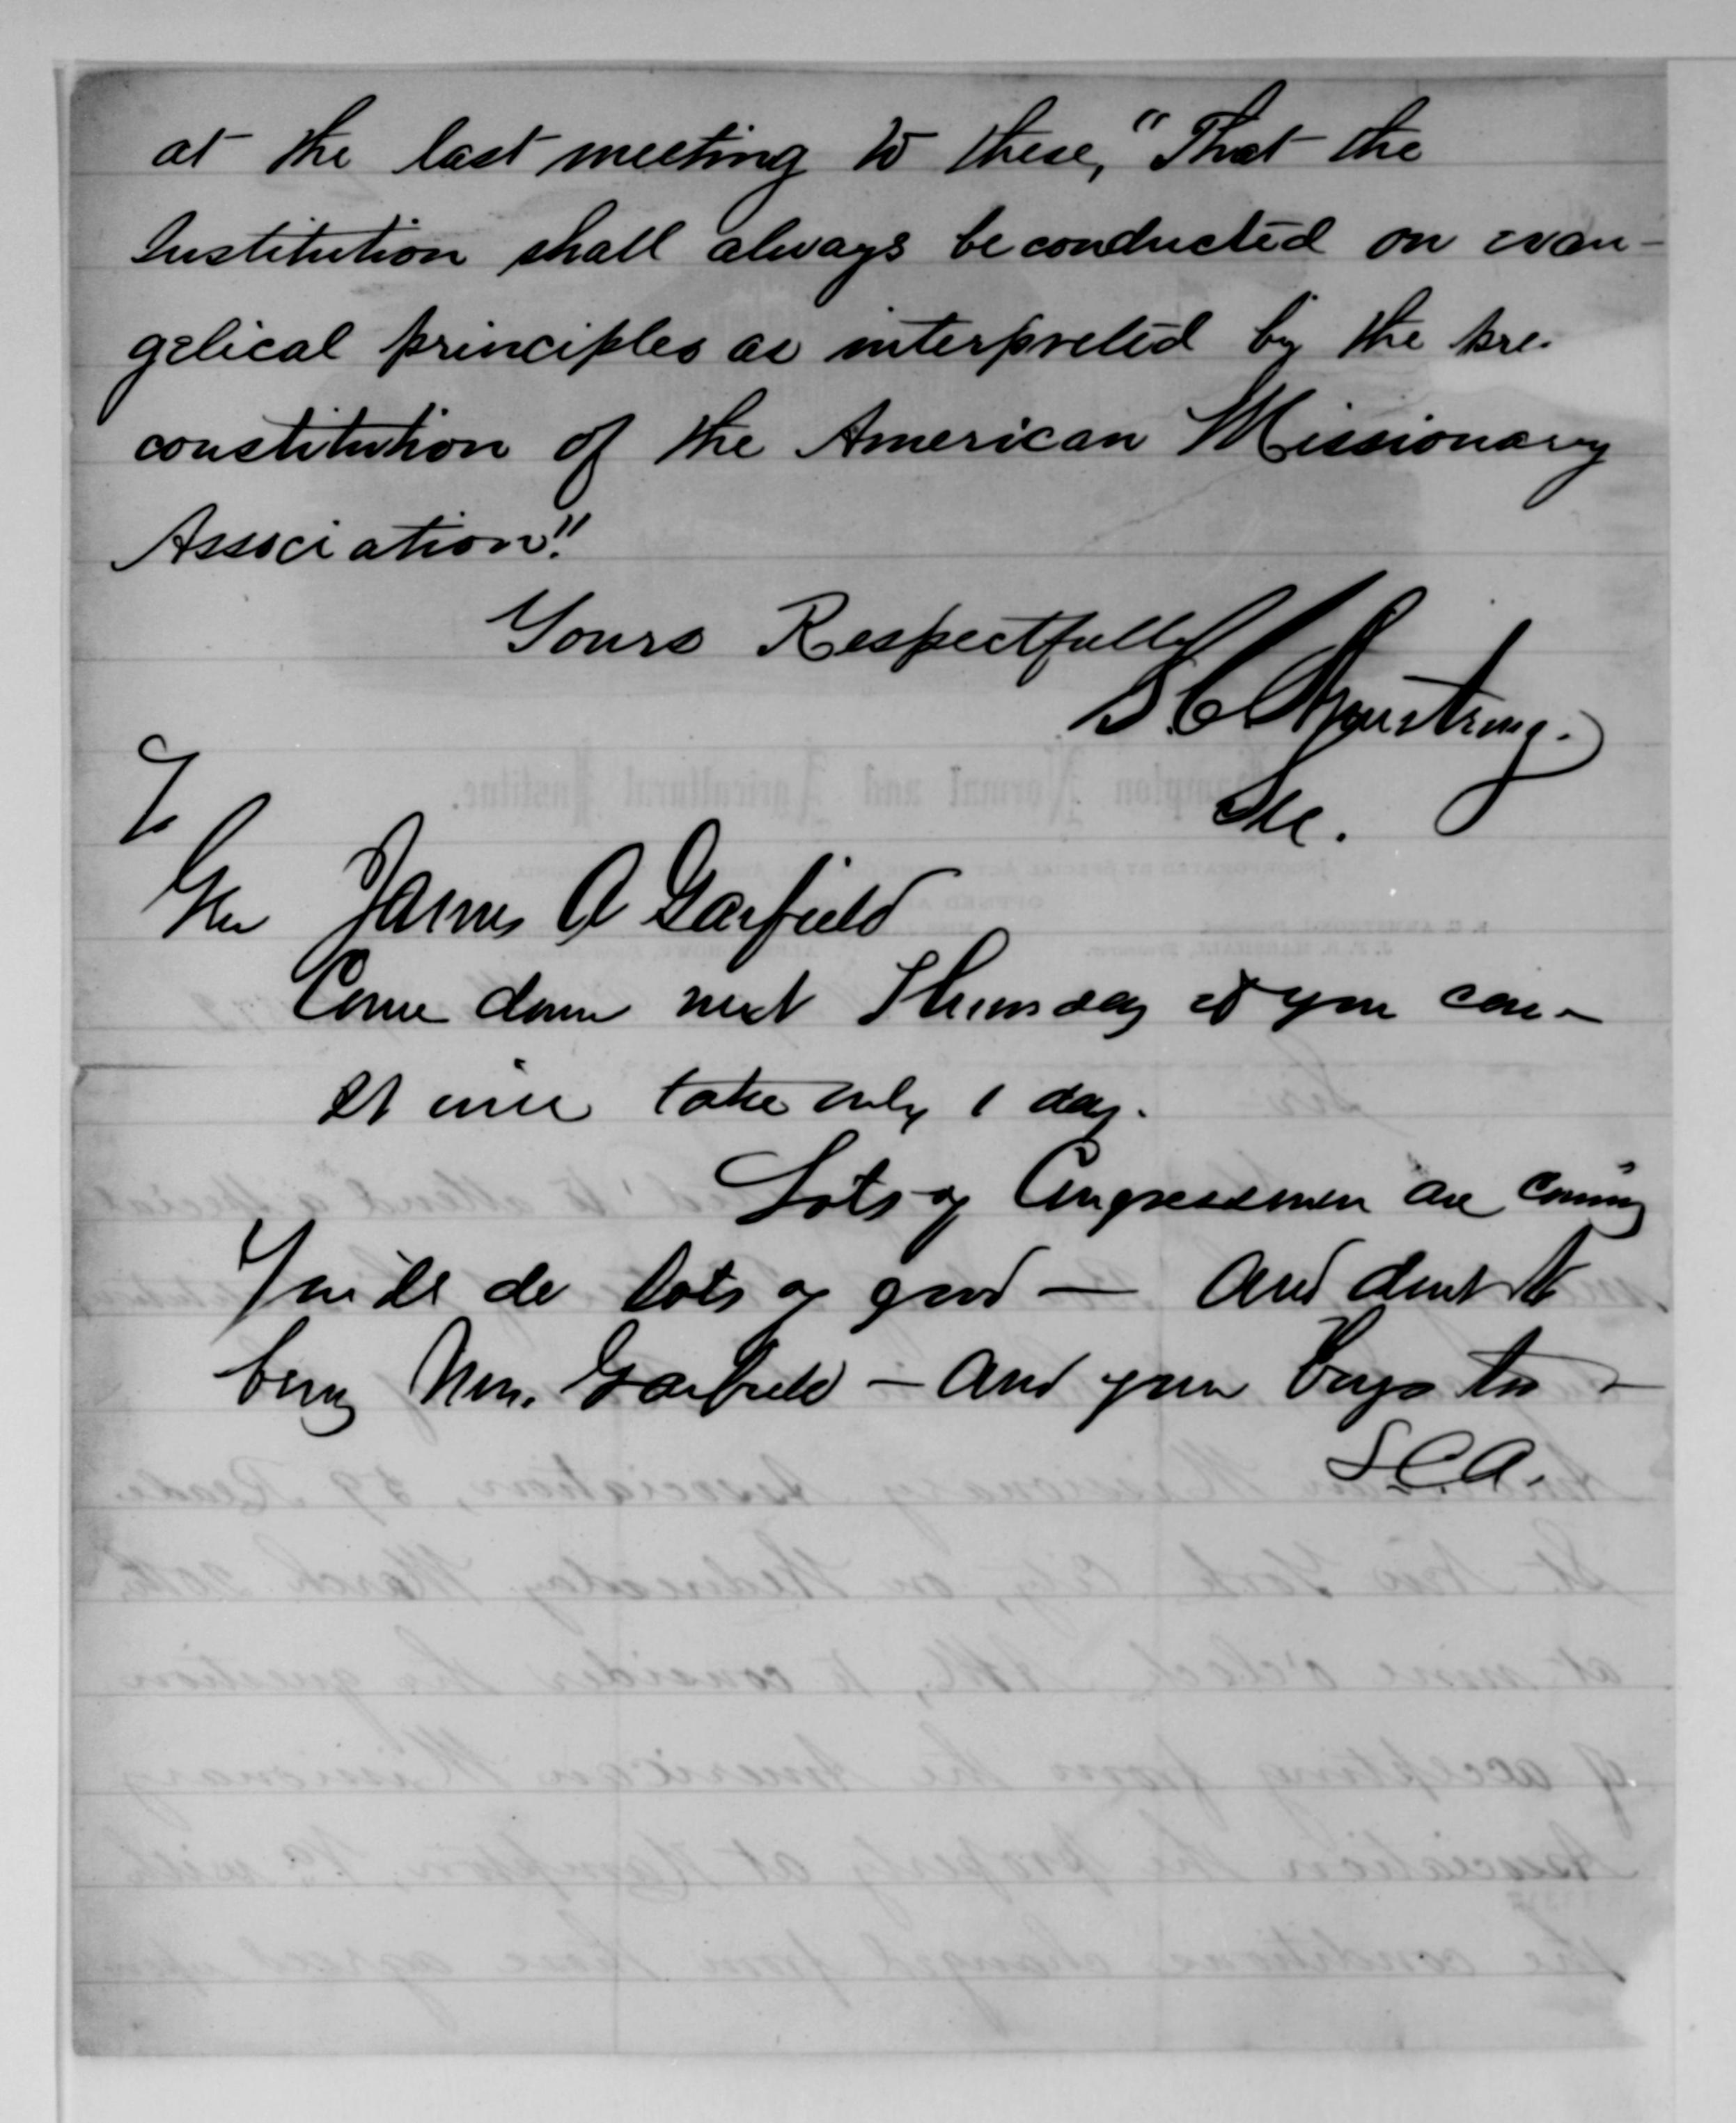 at the last meeting to these, "That the
Institution shall always be conducted on evan-
gelical principles as interpreted by the pre-
constitution of the American Missionary
Association."
Yours Respectfully
S C Armstrong.
Sec.
To
Gen James A Garfield
Come down next Thursday if you can -
It will take only 1 day.
Lots of Congressmen are coming
You'll do lots of good — And don't
bring Mrs. Garfield - And your boys too -
S.C.A.